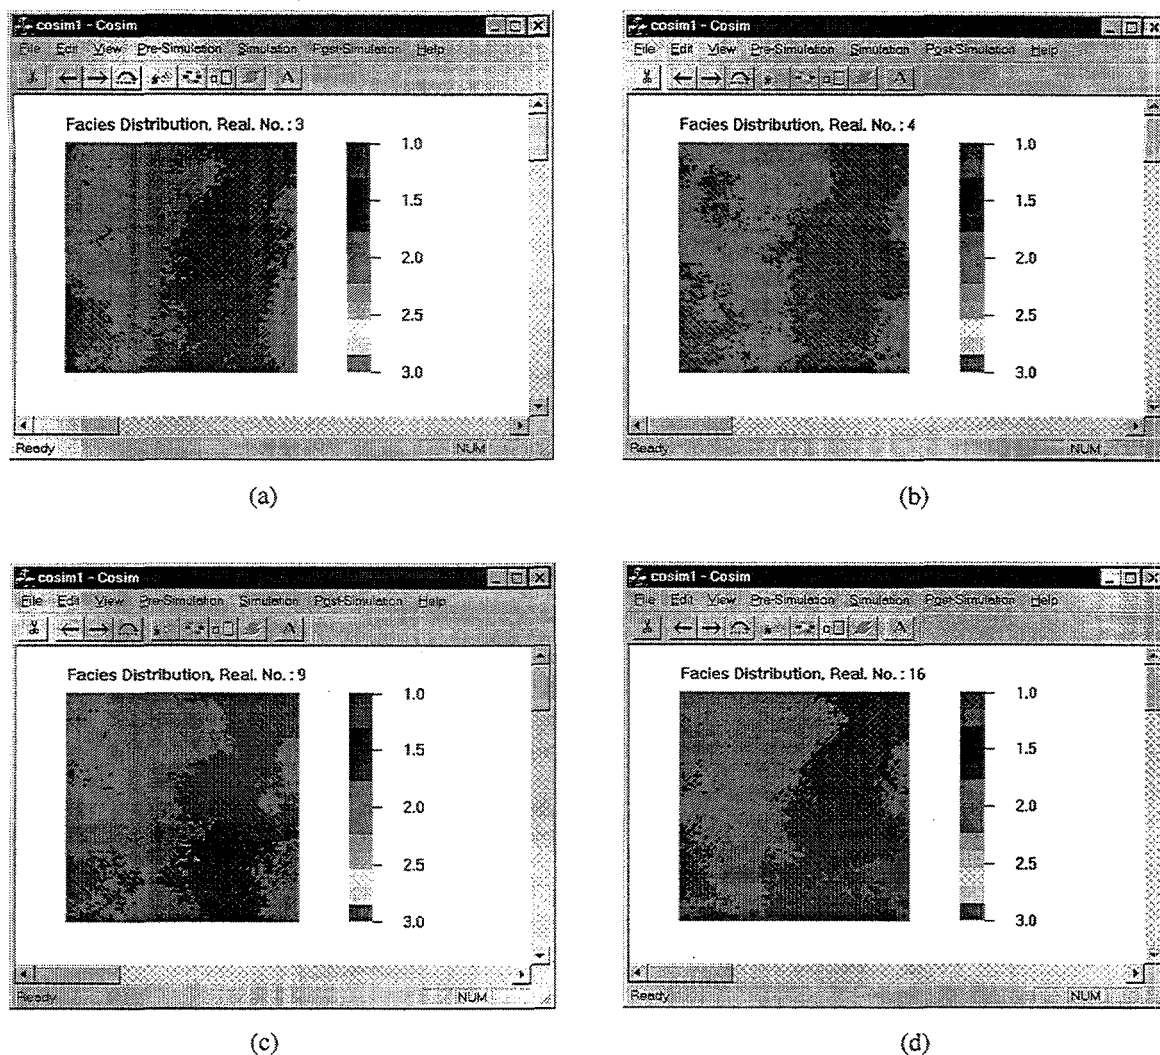 cosim1 - Cosim
File Edit View Pre-Simulation Simulation Post-Simulation Help
A
Facies Distribution, Real. No. : 3
1.0
1.5
2.0
2.5
3.0
Ready
NUM
(a)
cosim1 - Cosim
File Edit View Pre-Simulation Simulation Post-Simulation Help
A
Facies Distribution, Real. No. : 4
1.0
1.5
2.0
2.5
3.0
Ready
NUM
(b)
cosim1 - Cosim
File Edit View Pre-Simulation Simulation Post-Simulation Help
A
Facies Distribution, Real. No. : 9
1.0
1.5
2.0
2.5
3.0
Ready
NUM
(c)
cosim1 - Cosim
File Edit View Pre-Simulation Simulation Post-Simulation Help
A
Facies Distribution, Real. No. : 16
1.0
1.5
2.0
2.5
3.0
Ready
NUM
(d)